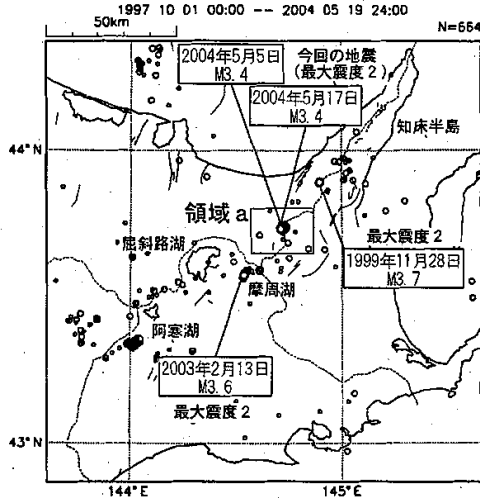 1997 10 01 00:00 -- 2004 05 19 24:00
50km
N=664
2004年5月5日
M3.4
今回の地震
(最大震度2)
2004年5月17日
M3.4
知床半島
44°N
領域a
最大震度2
1999年11月28日
M3.7
屈斜路湖
摩周湖
阿寒湖
2003年2月13日
M3.6
最大震度2
43°N
144°E
145°E